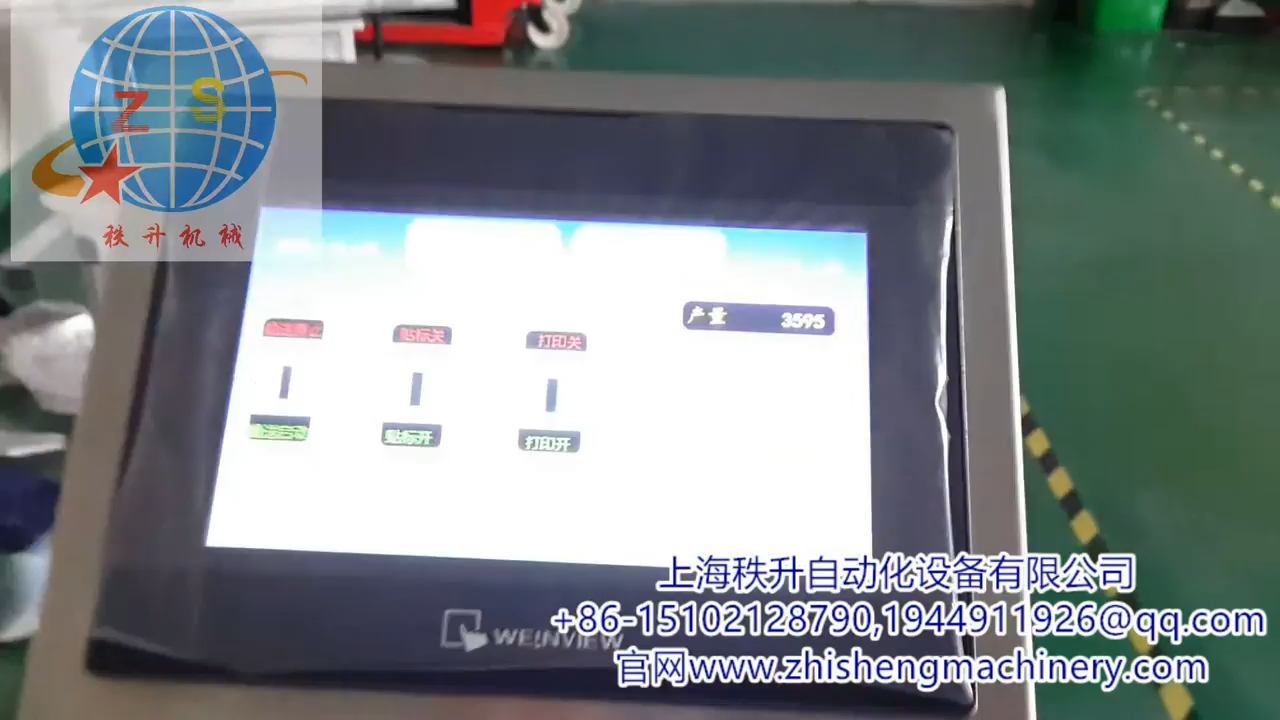 Z S
秩升机械
产量 3595
贴标关
打印关
贴标开
打印开
WEINVIEW
上海秩升自动化设备有限公司
+86-15102128790,1944911926@qq.com
官网www.zhishengmachinery.com